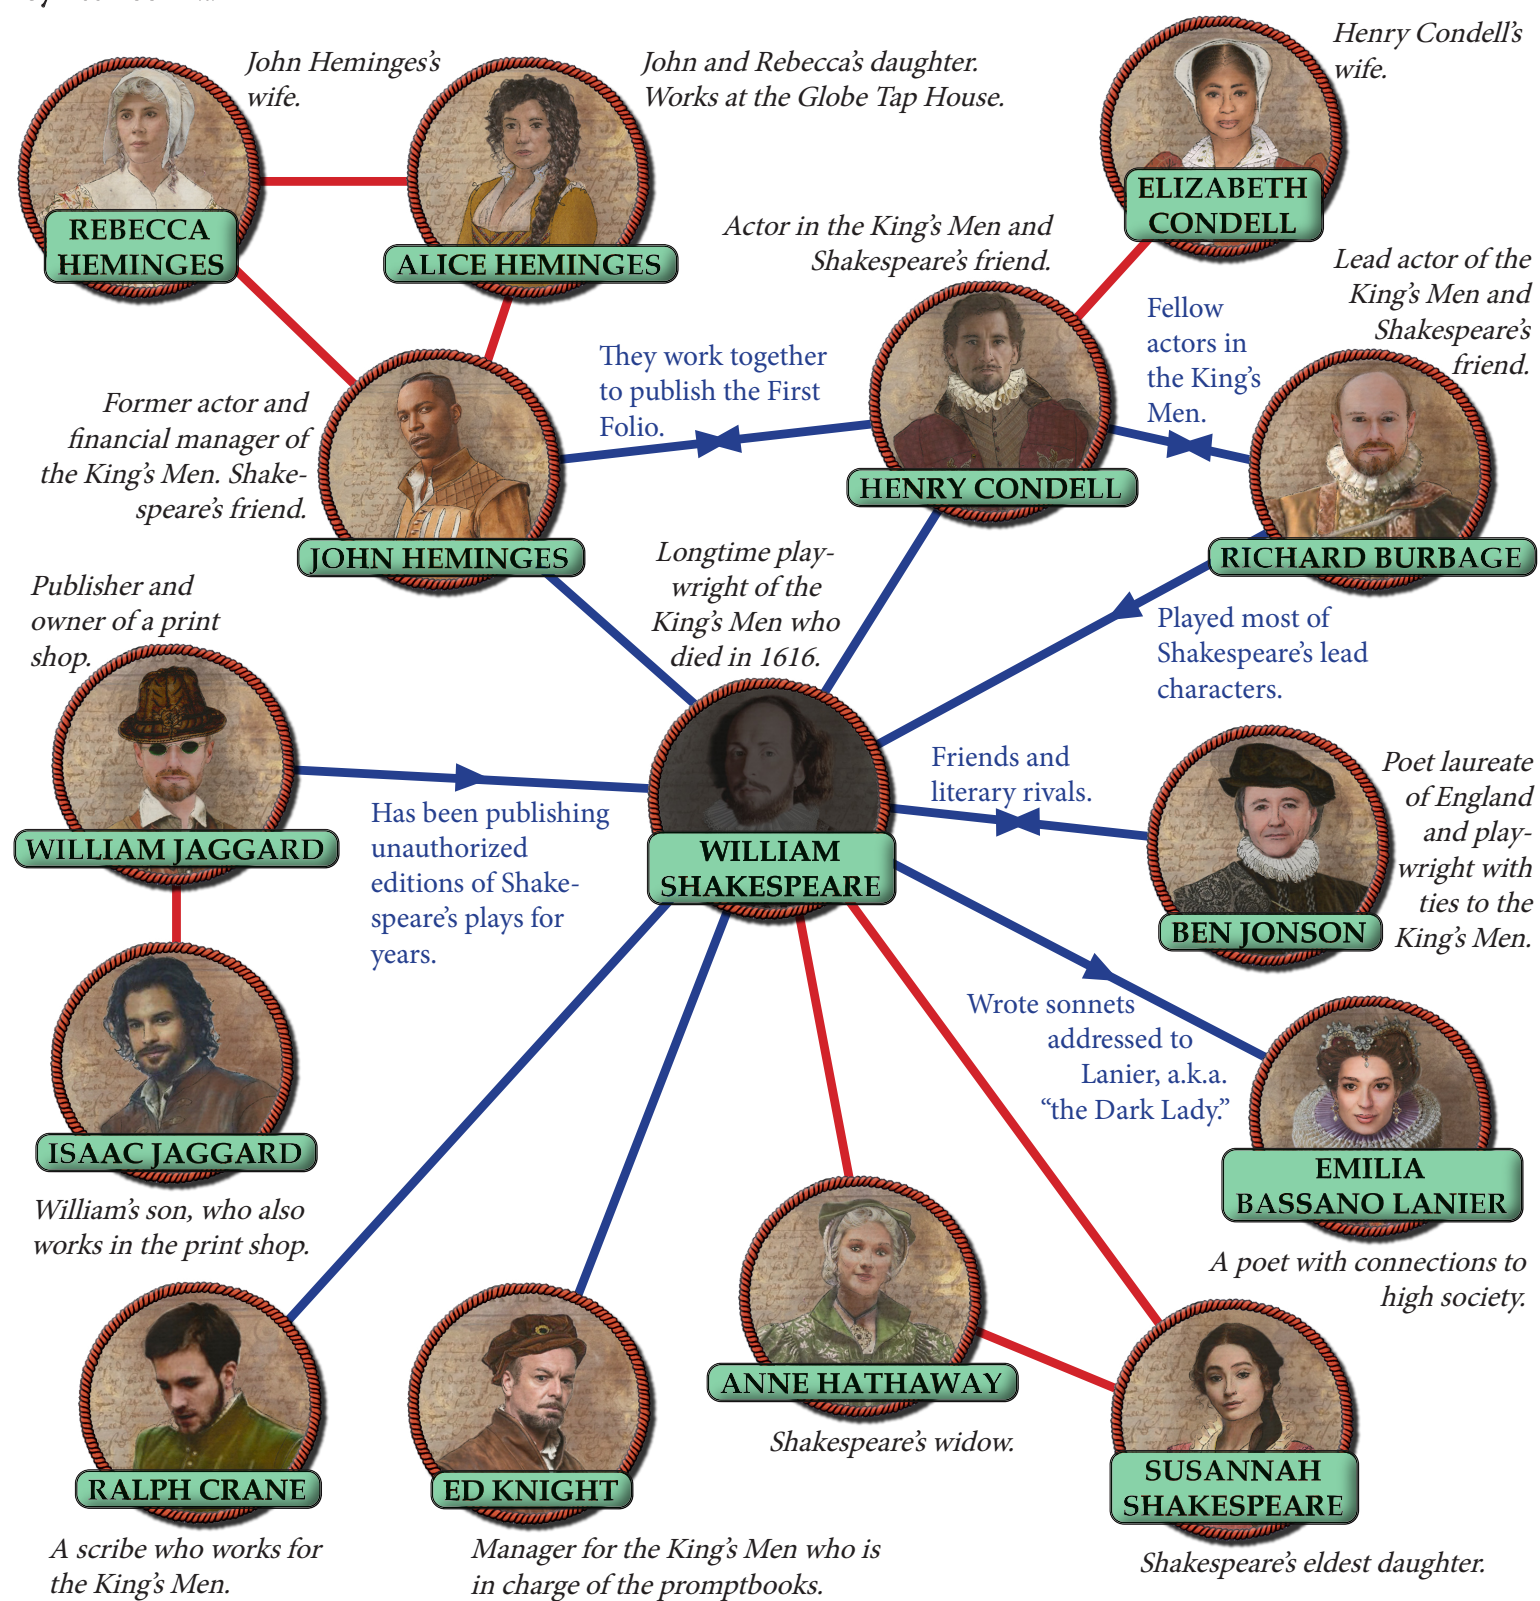 John Heminges's
wife.
John and Rebecca's daughter.
Works at the Globe Tap House.
Henry Condell's
wife.
REBECCA
HEMINGES
ALICE HEMINGES
ELIZABETH
CONDELL
Actor in the King's Men and
Shakespeare's friend.
Lead actor of the
King's Men and
Shakespeare's
friend.
Fellow
actors in
the King's
Men.
They work together
to publish the First
Folio.
Former actor and
financial manager of
the King's Men. Shake-
speare's friend.
HENRY CONDELL
JOHN HEMINGES
RICHARD BURBAGE
Longtime play-
wright of the
King's Men who
died in 1616.
Publisher and
owner of a print
shop.
Played most of
Shakespeare's lead
characters.
Friends and
literary rivals.
Poet laureate
of England
and play-
wright with
ties to the
King's Men.
WILLIAM JAGGARD
Has been publishing
unauthorized
editions of Shake-
speare's plays for
years.
WILLIAM
SHAKESPEARE
BEN JONSON
Wrote sonnets
addressed to
Lanier, a.k.a.
“the Dark Lady.”
ISAAC JAGGARD
William's son, who also
works in the print shop.
EMILIA
BASSANO LANIER
A poet with connections to
high society.
ANNE HATHAWAY
Shakespeare's widow.
RALPH CRANE
A scribe who works for
the King's Men.
ED KNIGHT
Manager for the King's Men who is
in charge of the promptbooks.
SUSANNAH
SHAKESPEARE
Shakespeare's eldest daughter.